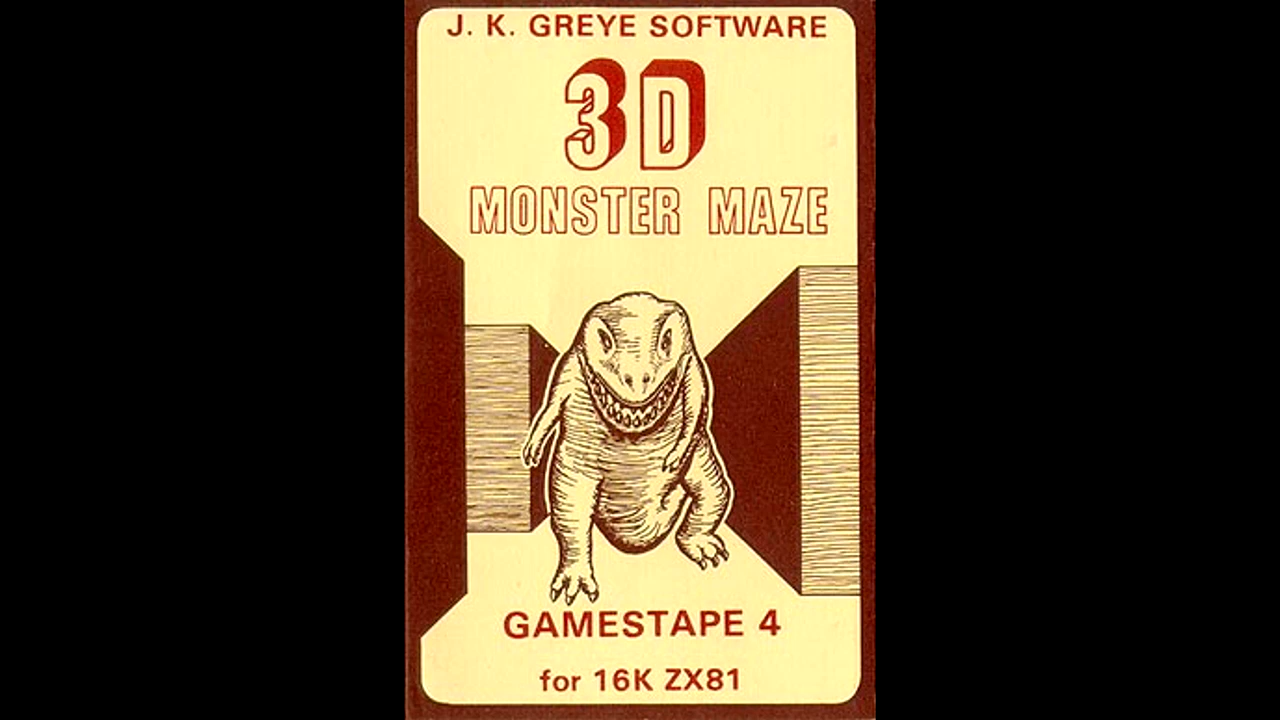 J. K. GREYE SOFTWARE
3D
MONSTER MAZE
GAMESTAPE 4
for 16K ZX81